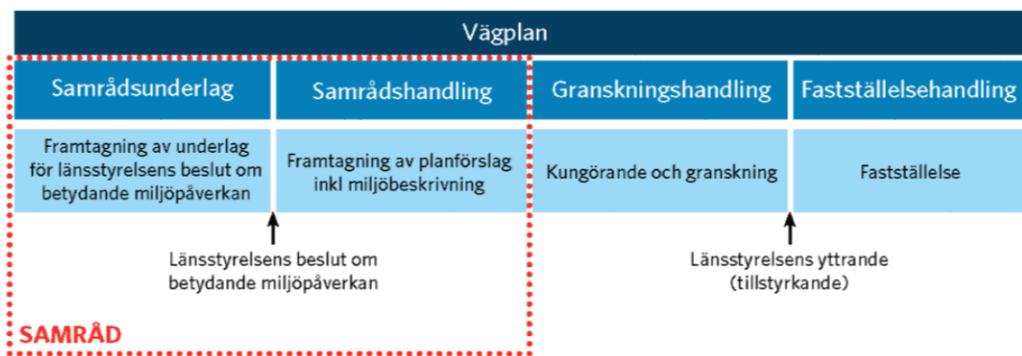 Vägplan
Samrådsunderlag
Samrådshandling
Granskningshandling
Fastställelsehandling
Framtagning av underlag
för länsstyrelsens beslut om
betydande miljöpåverkan
Framtagning av planförslag
inkl miljöbeskrivning
Kungörande och granskning
Fastställelse
Länsstyrelsens beslut om
betydande miljöpåverkan
Länsstyrelsens yttrande
(tillstyrkande)
SAMRÅD